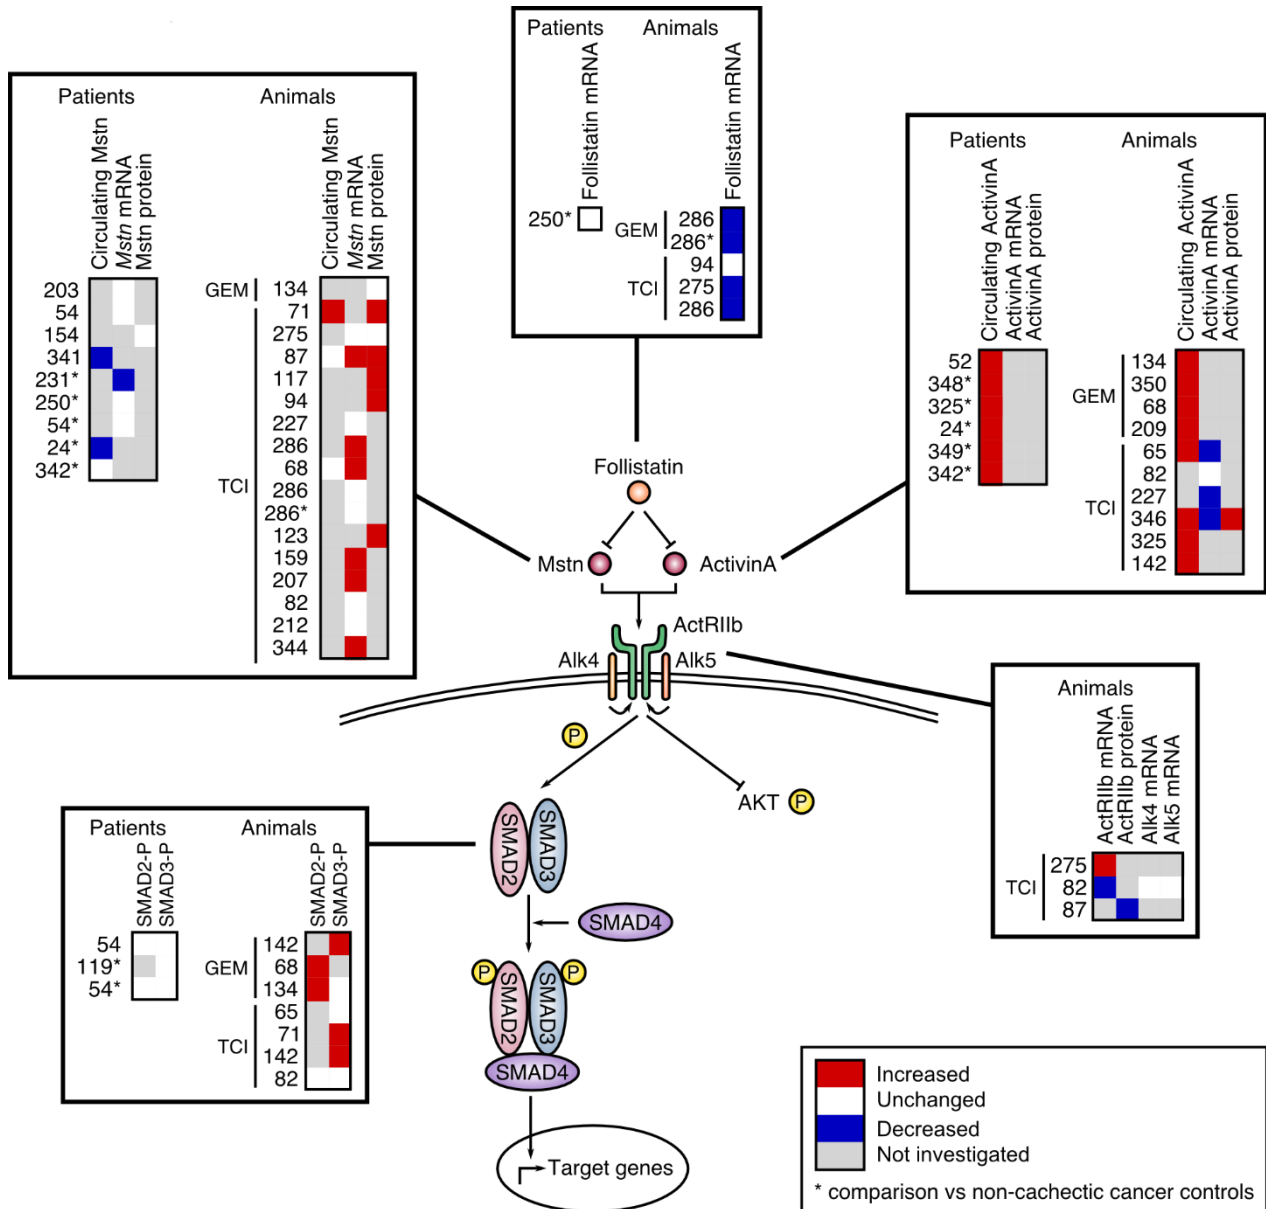 Patients Animals
Follistatin mRNA
Follistatin mRNA
250*
GEM
286
286*
TCI
94
275
286
Patients Animals
Circulating Mstn
Mstn mRNA
Mstn protein
Circulating Mstn
Mstn mRNA
Mstn protein
203
54
154
341
231*
250*
54*
24*
342*
GEM
134
TCI
71
275
87
117
94
227
286
68
286
286*
123
159
207
82
212
344
Patients Animals
Circulating ActivinA
ActivinA mRNA
ActivinA protein
Circulating ActivinA
ActivinA mRNA
ActivinA protein
52
348*
325*
24*
349*
342*
GEM
134
350
68
209
TCI
65
82
227
346
325
142
Follistatin
Mstn
ActivinA
ActRIIb
Alk4
Alk5
P
AKT P
Animals
ActRIIb mRNA
ActRIIb protein
Alk4 mRNA
Alk5 mRNA
TCI
275
82
87
Patients Animals
SMAD2-P
SMAD3-P
SMAD2-P
SMAD3-P
54
119*
54*
GEM
142
68
134
TCI
65
71
142
82
SMAD2
SMAD3
SMAD4
P
P
SMAD2
SMAD3
SMAD4
Target genes
Increased
Unchanged
Decreased
Not investigated
* comparison vs non-cachectic cancer controls